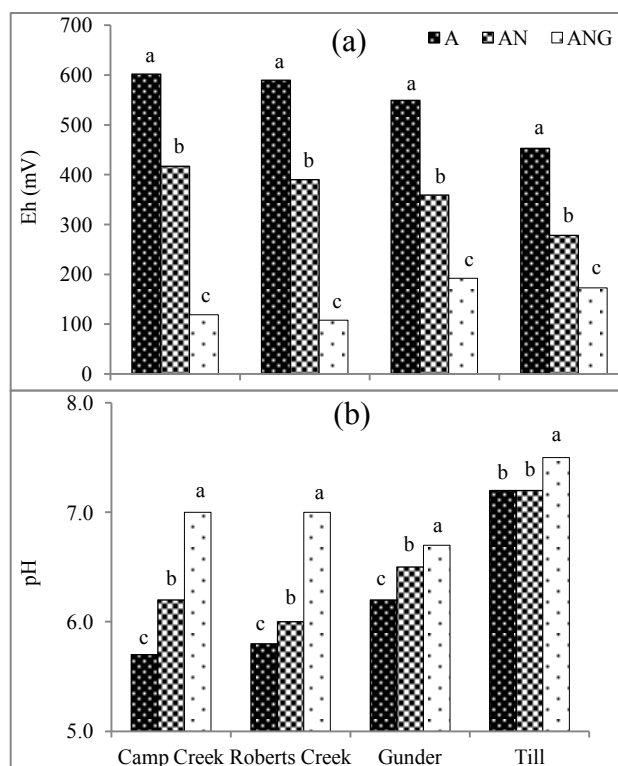 700
600
500
400
300
200
100
0
Eh (mV)
(a)
A AN ANG
a
b
c
a
b
c
a
b
c
a
b
c
8.0
7.0
6.0
5.0
pH
(b)
c
b
a
c
b
a
c
b
a
b
b
a
Camp Creek Roberts Creek Gunder Till